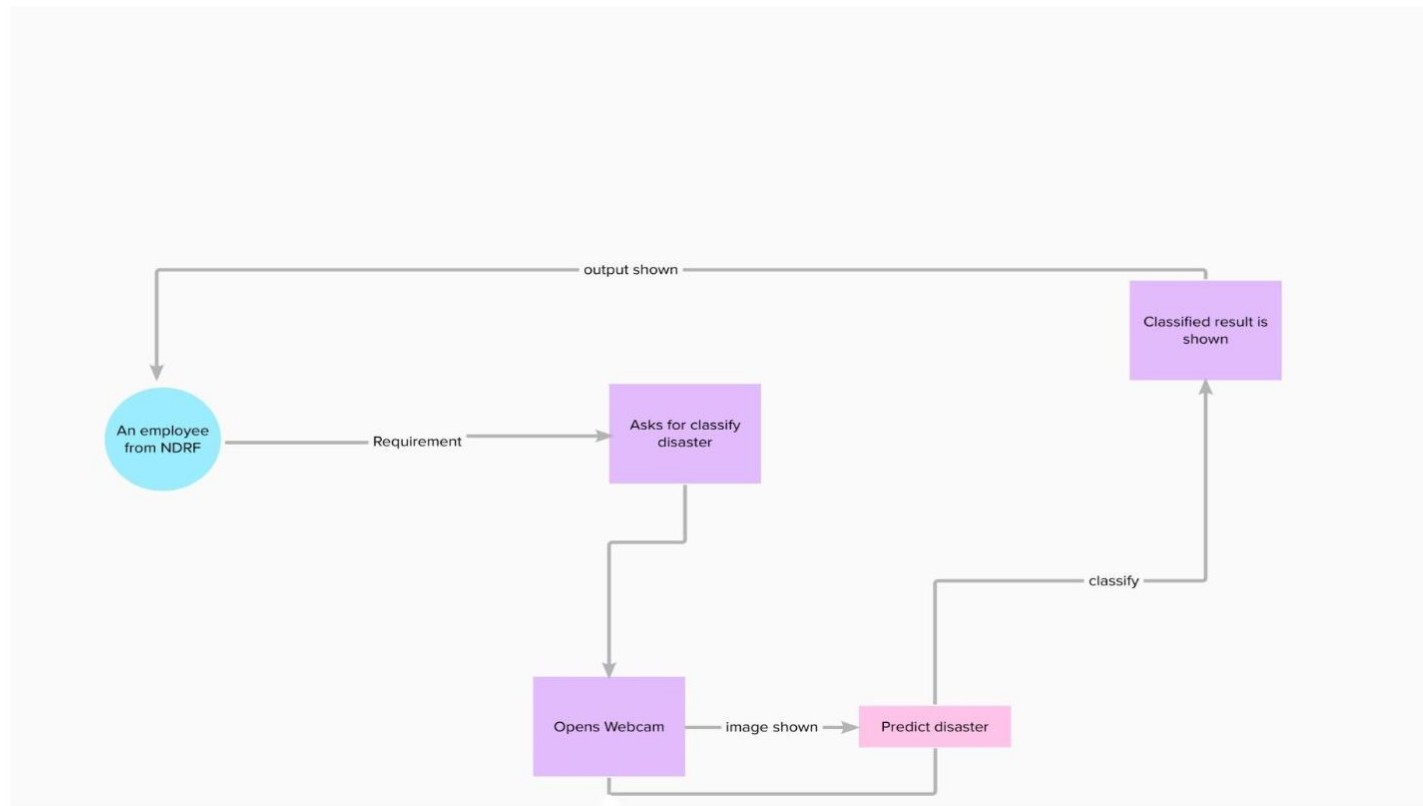 output shown
Classified result is
shown
An employee
from NDRF
Requirement
Asks for classify
disaster
classify
Opens Webcam
image shown
Predict disaster